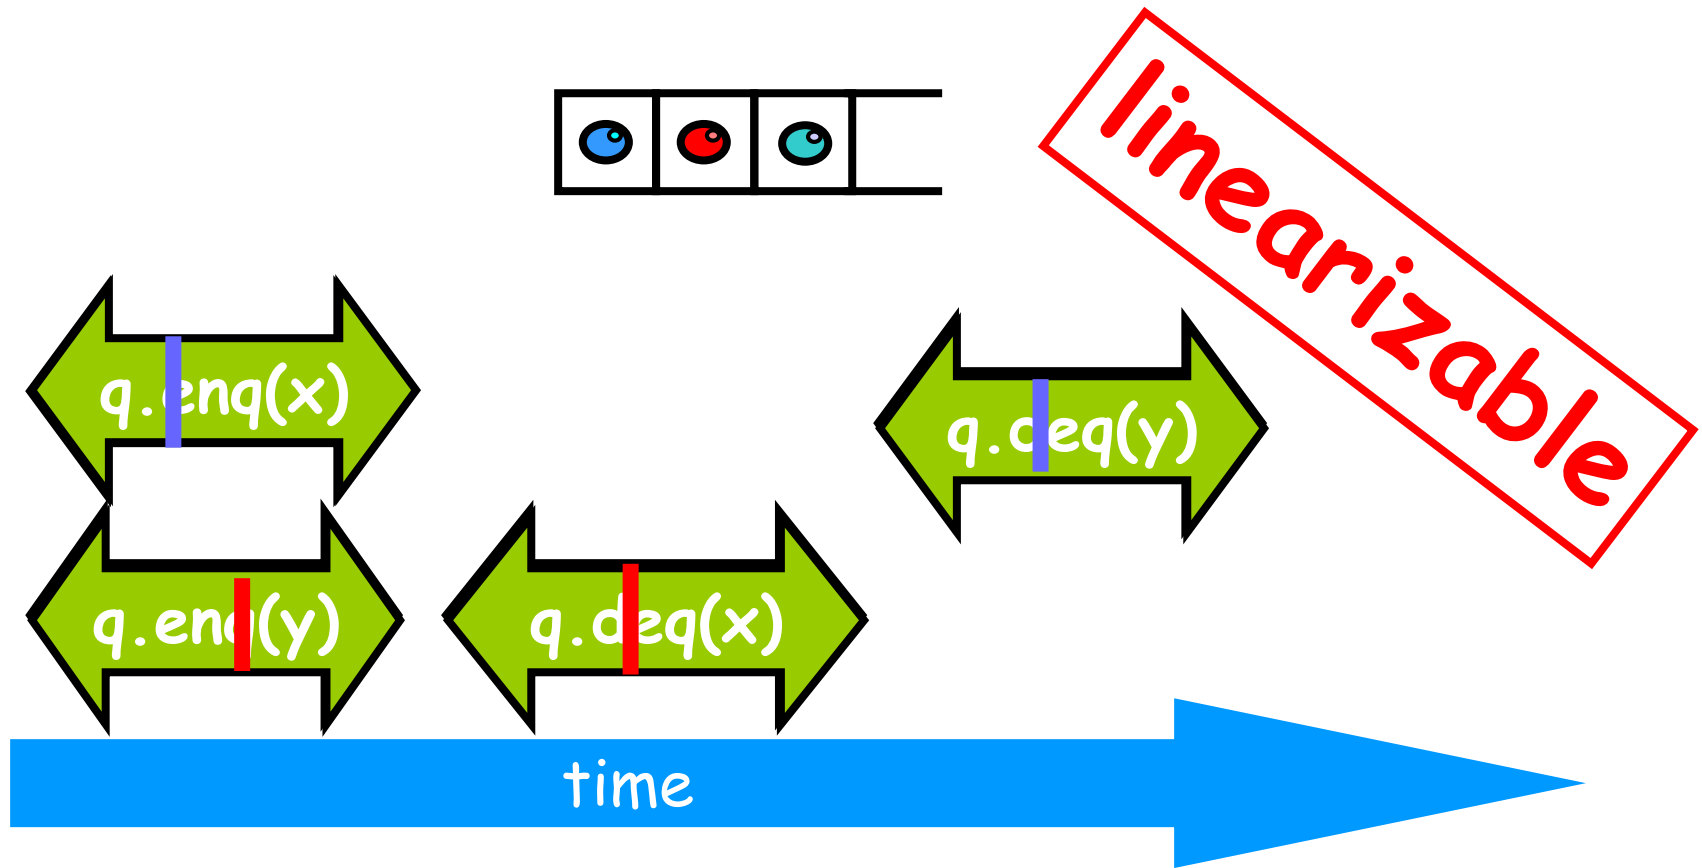 linearizable
q.enq(x)
q.deq(y)
q.enq(y)
q.deq(x)
time